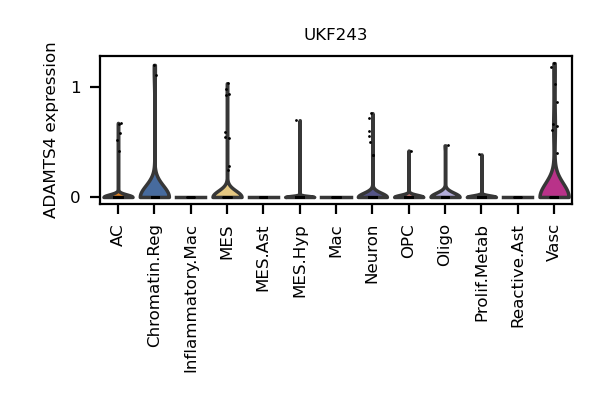 UKF243
ADAMTS4 expression
1
0
AC
Chromatin.Reg
Inflammatory.Mac
MES
MES.Ast
MES.Hyp
Mac
Neuron
OPC
Oligo
Prolif.Metab
Reactive.Ast
Vasc